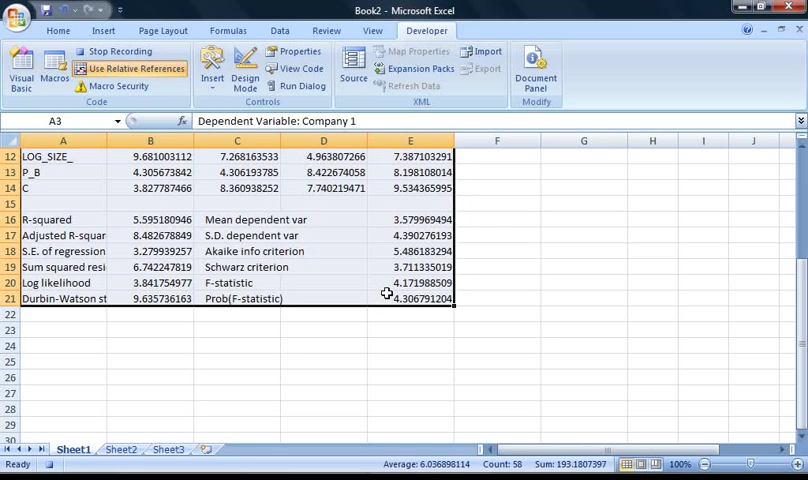 Book2 - Microsoft Excel
Home Insert Page Layout Formulas Data Review View Developer
Visual Basic
Macros
Stop Recording
Use Relative References
Macro Security
Code
Insert
Design Mode
Properties
View Code
Run Dialog
Controls
Source
Map Properties
Expansion Packs
Refresh Data
Import
Export
XML
Document Panel
Modify
A3 fx Dependent Variable: Company 1
A B C D E F G H I J
12 LOG_SIZE_ 9.681003112 7.268163533 4.963807266 7.387103291
13 P_B 4.305673842 4.306193785 8.422674058 8.198108014
14 C 3.827787466 8.360938252 7.740219471 9.534365995
15
16 R-squared 5.595180946 Mean dependent var 3.579969494
17 Adjusted R-squar 8.482678849 S.D. dependent var 4.390276193
18 S.E. of regression 3.279939257 Akaike info criterion 5.486183294
19 Sum squared resi 6.742247819 Schwarz criterion 3.711335019
20 Log likelihood 3.841754977 F-statistic 4.171988509
21 Durbin-Watson st 9.635736163 Prob(F-statistic) 4.306791204
22
23
24
25
26
27
28
29
30
Sheet1 Sheet2 Sheet3
Ready Average: 6.036898114 Count: 58 Sum: 193.1807397 100%